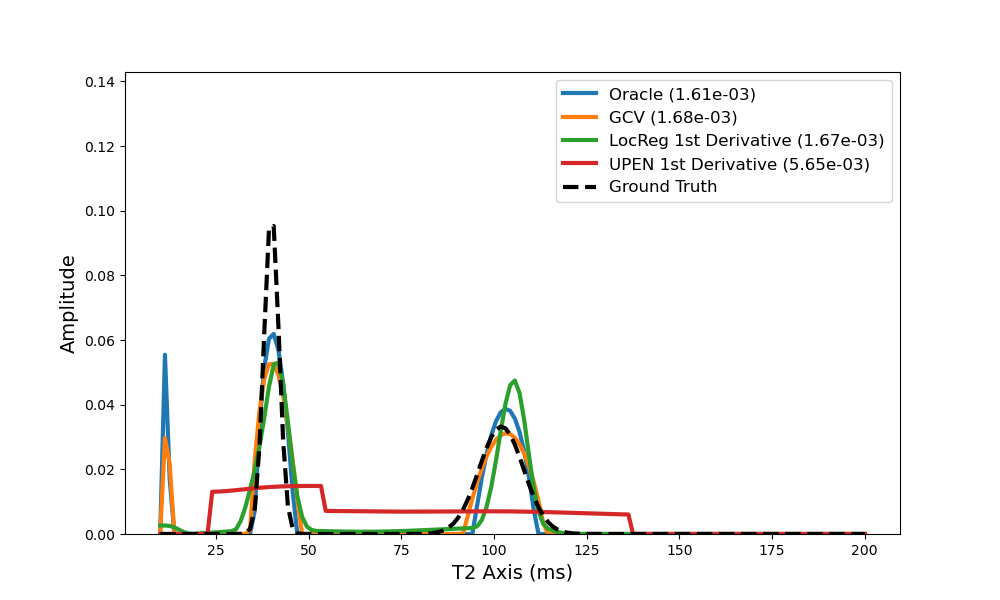 0.14
0.12
0.10
0.08
0.06
0.04
0.02
0.00
Amplitude
Oracle (1.61e-03)
GCV (1.68e-03)
LocReg 1st Derivative (1.67e-03)
UPEN 1st Derivative (5.65e-03)
Ground Truth
25 50 75 100 125 150 175 200
T2 Axis (ms)